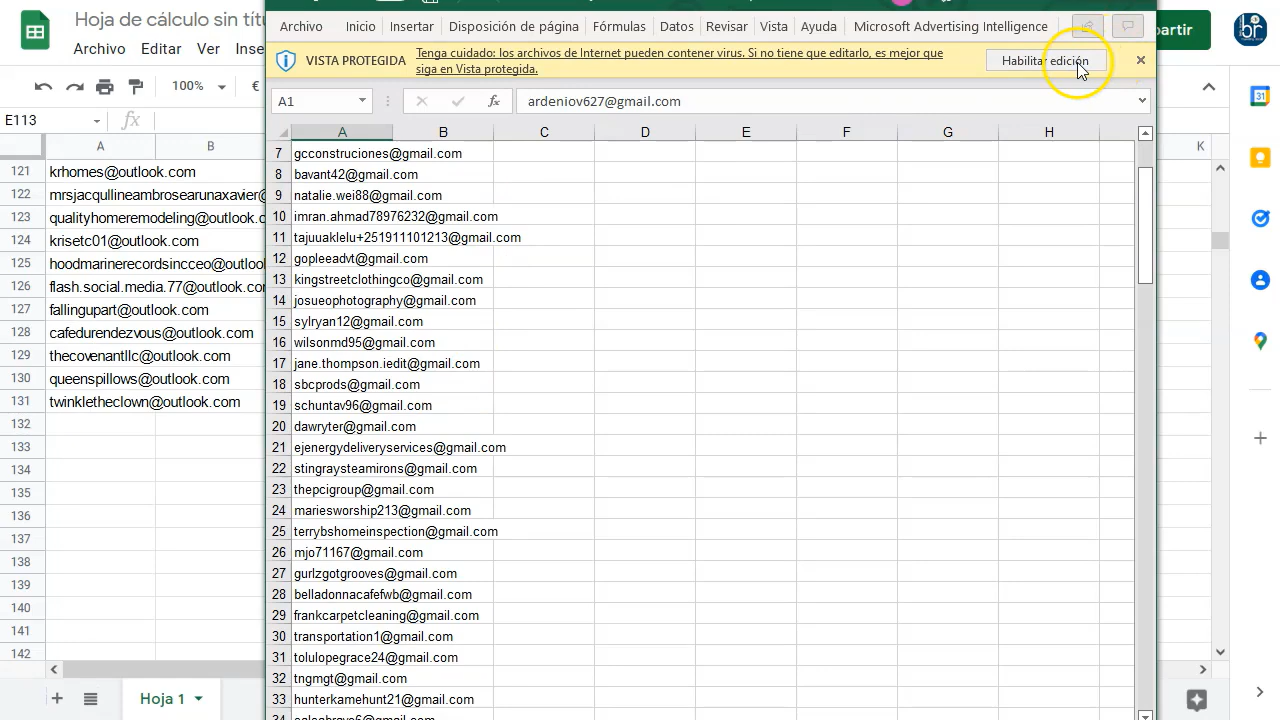 Hoja de cálculo sin títu
Archivo Editar Ver
100% €
E113
A B
121 krhomes@outlook.com
122 mrsjacqullineambrosearunaxavier@
123 qualityhomeremodeling@outlook.c
124 krisetc01@outlook.com
125 hoodmarinerecordsincceo@outlook
126 flash.social.media.77@outlook.com
127 fallingupart@outlook.com
128 cafedurendezvous@outlook.com
129 thecovenantllc@outlook.com
130 queenspillows@outlook.com
131 twinkletheclown@outlook.com
132
133
134
135
136
137
138
139
140
141
142
Hoja 1
Archivo Inicio Insertar Disposición de página Fórmulas Datos Revisar Vista Ayuda Microsoft Advertising Intelligence
VISTA PROTEGIDA Tenga cuidado: los archivos de Internet pueden contener virus. Si no tiene que editarlo, es mejor que
siga en Vista protegida.
Habilitar edición
A1 fx ardeniov627@gmail.com
A B C D E F G H
7 gcconstruciones@gmail.com
8 bavant42@gmail.com
9 natalie.wei88@gmail.com
10 imran.ahmad78976232@gmail.com
11 tajuuaklelu+251911101213@gmail.com
12 gopleeadvt@gmail.com
13 kingstreetclothingco@gmail.com
14 josueophotography@gmail.com
15 sylryan12@gmail.com
16 wilsonmd95@gmail.com
17 jane.thompson.iedit@gmail.com
18 sbcprods@gmail.com
19 schuntav96@gmail.com
20 dawryter@gmail.com
21 ejenergydeliveryservices@gmail.com
22 stingraysteamirons@gmail.com
23 thepcigroup@gmail.com
24 mariesworship213@gmail.com
25 terrybshomeinspection@gmail.com
26 mjo71167@gmail.com
27 gurlzgotgrooves@gmail.com
28 belladonnacafefwb@gmail.com
29 frankcarpetcleaning@gmail.com
30 transportation1@gmail.com
31 tolulopegrace24@gmail.com
32 tngmgt@gmail.com
33 hunterkamehunt21@gmail.com
34
K
artir
br
31